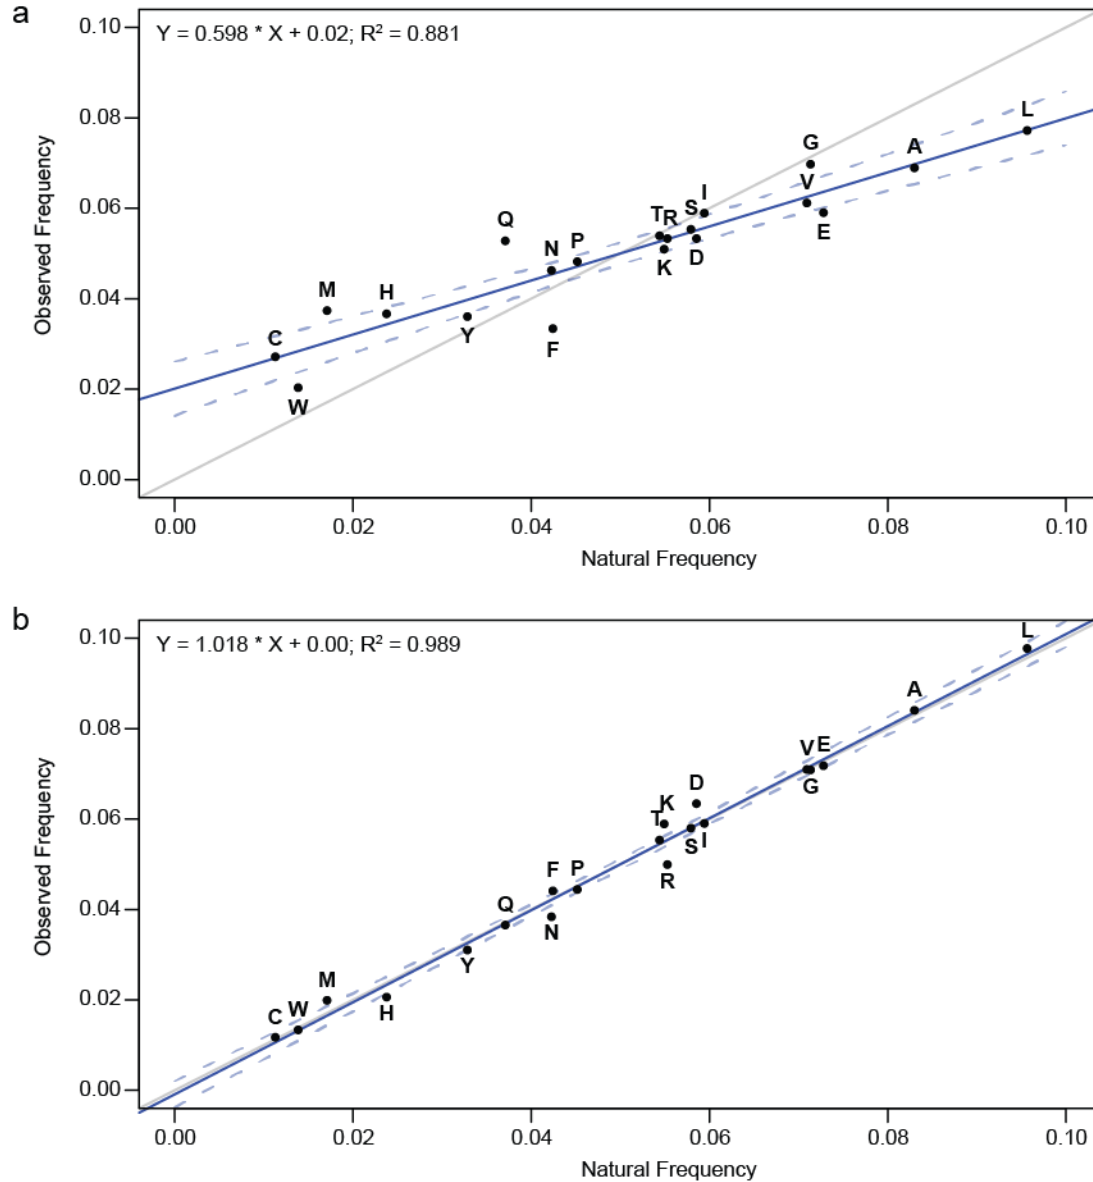 a
Y = 0.598 * X + 0.02; R² = 0.881
0.10
0.08
0.06
0.04
0.02
0.00
Observed Frequency
L
A
G
V
E
I
S
D
T R
K
Q
N
P
F
Y
H
M
C
W
0.00 0.02 0.04 0.06 0.08 0.10
Natural Frequency
b
Y = 1.018 * X + 0.00; R² = 0.989
0.10
0.08
0.06
0.04
0.02
0.00
Observed Frequency
L
A
V E
G
D
K
T
S I
R
F P
N
Q
Y
M
H
C W
0.00 0.02 0.04 0.06 0.08 0.10
Natural Frequency